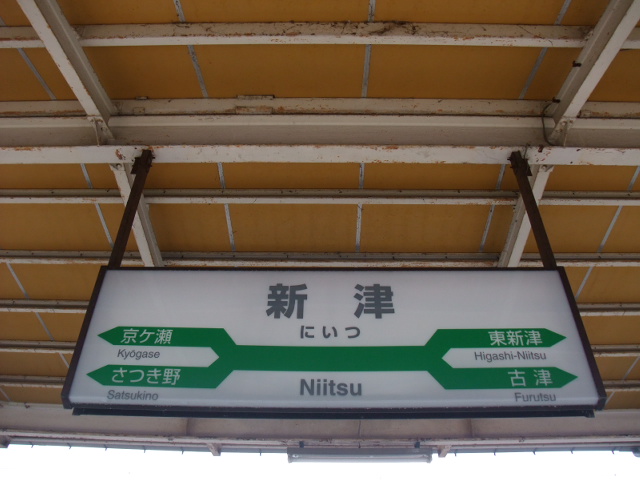 新津
にいつ
Niitsu
京ケ瀬
Kyōgase
さつき野
Satsukino
東新津
Higashi-Niitsu
古津
Furutsu